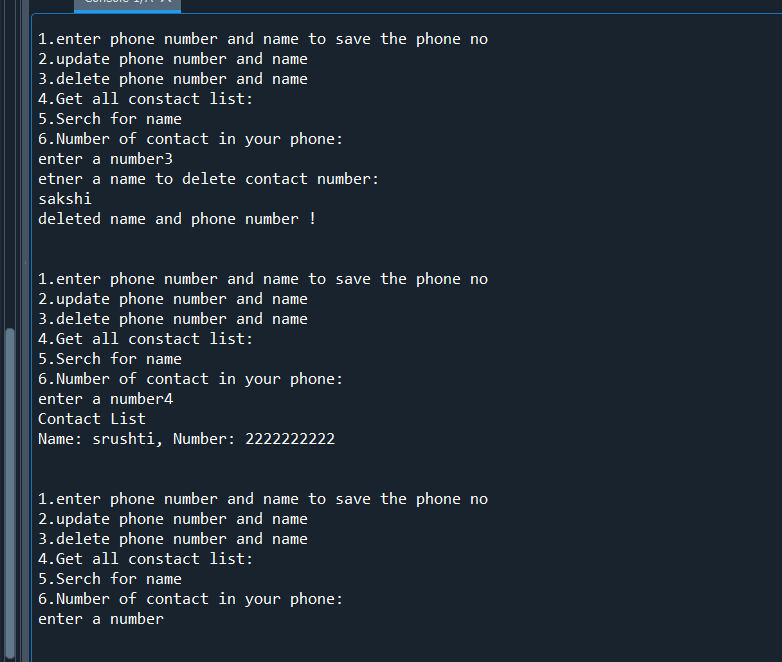 Console 1/A X
1.enter phone number and name to save the phone no
2.update phone number and name
3.delete phone number and name
4.Get all constact list:
5.Serch for name
6.Number of contact in your phone:
enter a number3
etner a name to delete contact number:
sakshi
deleted name and phone number !
1.enter phone number and name to save the phone no
2.update phone number and name
3.delete phone number and name
4.Get all constact list:
5.Serch for name
6.Number of contact in your phone:
enter a number4
Contact List
Name: srushti, Number: 2222222222
1.enter phone number and name to save the phone no
2.update phone number and name
3.delete phone number and name
4.Get all constact list:
5.Serch for name
6.Number of contact in your phone:
enter a number